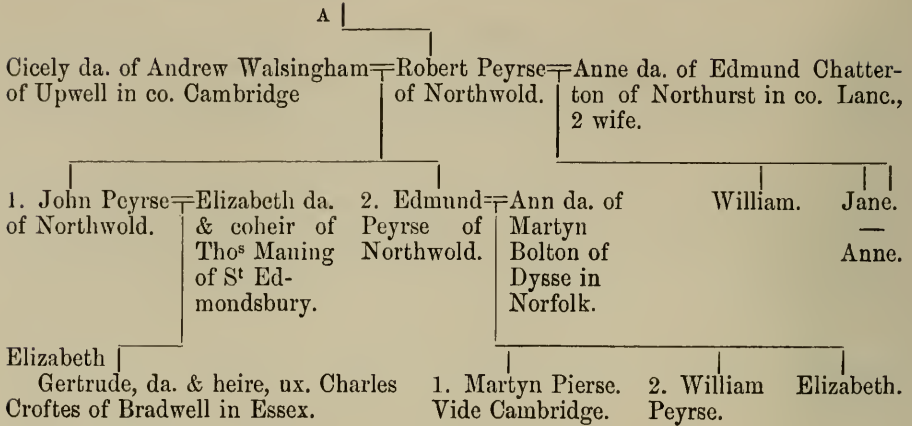 A
Cicely da. of Andrew Walsingham
of Upwell in co. Cambridge
Robert Peyrse
of Northwold.
Anne da. of Edmund Chatter-
ton of Northurst in co. Lanc.,
2 wife.
1. John Peyrse
of Northwold.
Elizabeth da.
& coheir of
Thoˢ Maning
of Sᵗ Ed-
mondsbury.
2. Edmund
Peyrse of
Northwold.
Ann da. of
Martyn
Bolton of
Dysse in
Norfolk.
William.
Jane.
—
Anne.
Elizabeth
Gertrude, da. & heire, ux. Charles
Croftes of Bradwell in Essex.
1. Martyn Pierse.
Vide Cambridge.
2. William
Peyrse.
Elizabeth.